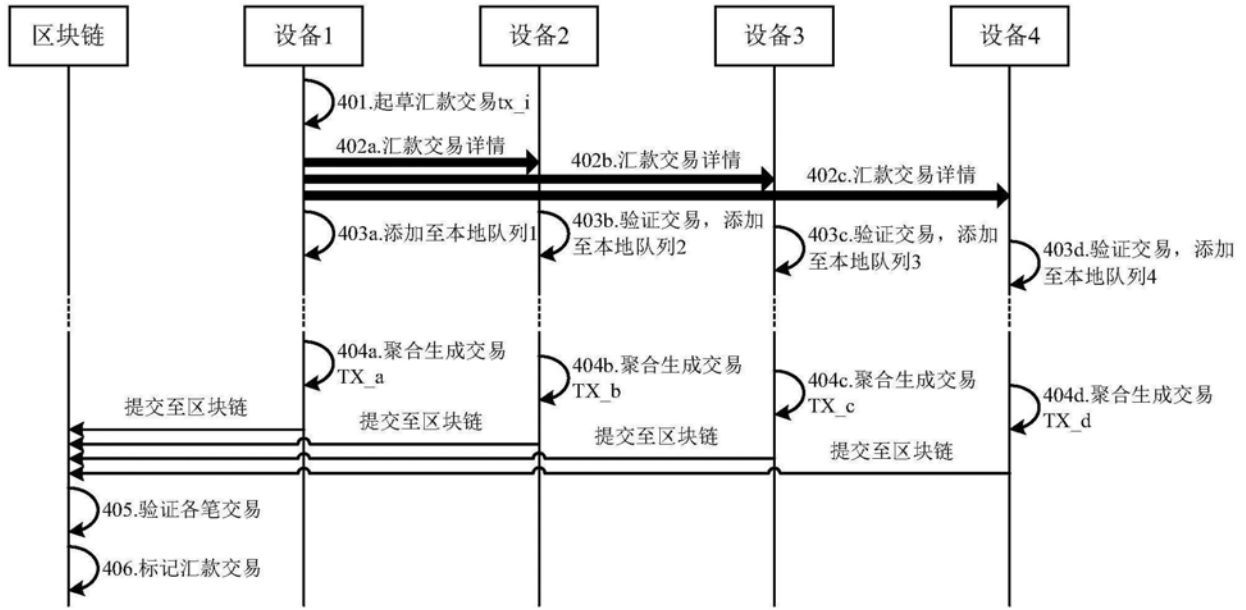 区块链
设备1
设备2
设备3
设备4
401.起草汇款交易tx_i
402a.汇款交易详情
402b.汇款交易详情
402c.汇款交易详情
403a.添加至本地队列1
403b.验证交易，添加
至本地队列2
403c.验证交易，添加
至本地队列3
403d.验证交易，添加
至本地队列4
404a.聚合生成交易
TX_a
404b.聚合生成交易
TX_b
404c.聚合生成交易
TX_c
404d.聚合生成交易
TX_d
提交至区块链
提交至区块链
提交至区块链
提交至区块链
405.验证各笔交易
406.标记汇款交易